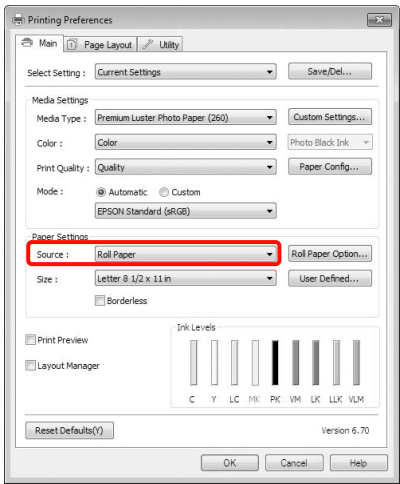 Printing Preferences
Main Page Layout Utility
Select Setting : Current Settings Save/Del...
Media Settings
Media Type : Premium Luster Photo Paper (260) Custom Settings...
Color : Color Photo Black Ink
Print Quality : Quality Paper Config...
Mode : Automatic Custom
EPSON Standard (sRGB)
Paper Settings
Source : Roll Paper Roll Paper Option...
Size : Letter 8 1/2 x 11 in User Defined...
Borderless
Ink Levels
Print Preview
Layout Manager
C Y LC MK PK VM LK LLK VLM
Reset Defaults(Y) Version 6.70
OK Cancel Help